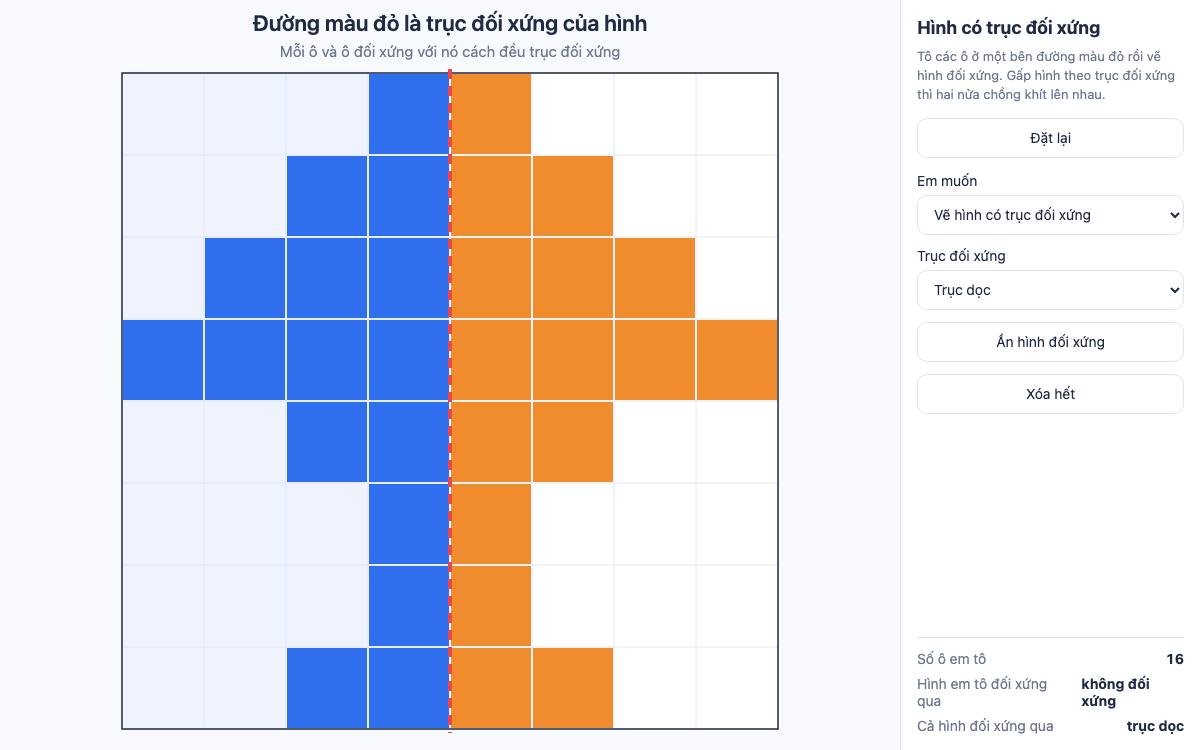 Đường màu đỏ là trục đối xứng của hình
Mỗi ô và ô đối xứng với nó cách đều trục đối xứng
Hình có trục đối xứng
Tô các ô ở một bên đường màu đỏ rồi vẽ
hình đối xứng. Gấp hình theo trục đối xứng
thì hai nửa chồng khít lên nhau.
Đặt lại
Em muốn
Vẽ hình có trục đối xứng
Trục đối xứng
Trục dọc
Ẩn hình đối xứng
Xóa hết
Số ô em tô 16
Hình em tô đối xứng không đối
qua xứng
Cả hình đối xứng qua trục dọc